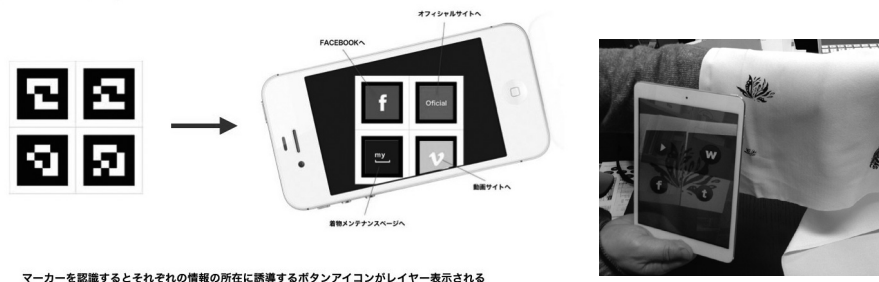 オフィシャルサイトへ
FACEBOOKへ
f
Oficial
my
v
動画サイトへ
着物メンテナンスページへ
W
f
t
マーカーを認識するとそれぞれの情報の所在に誘導するボタンアイコンがレイヤー表示される